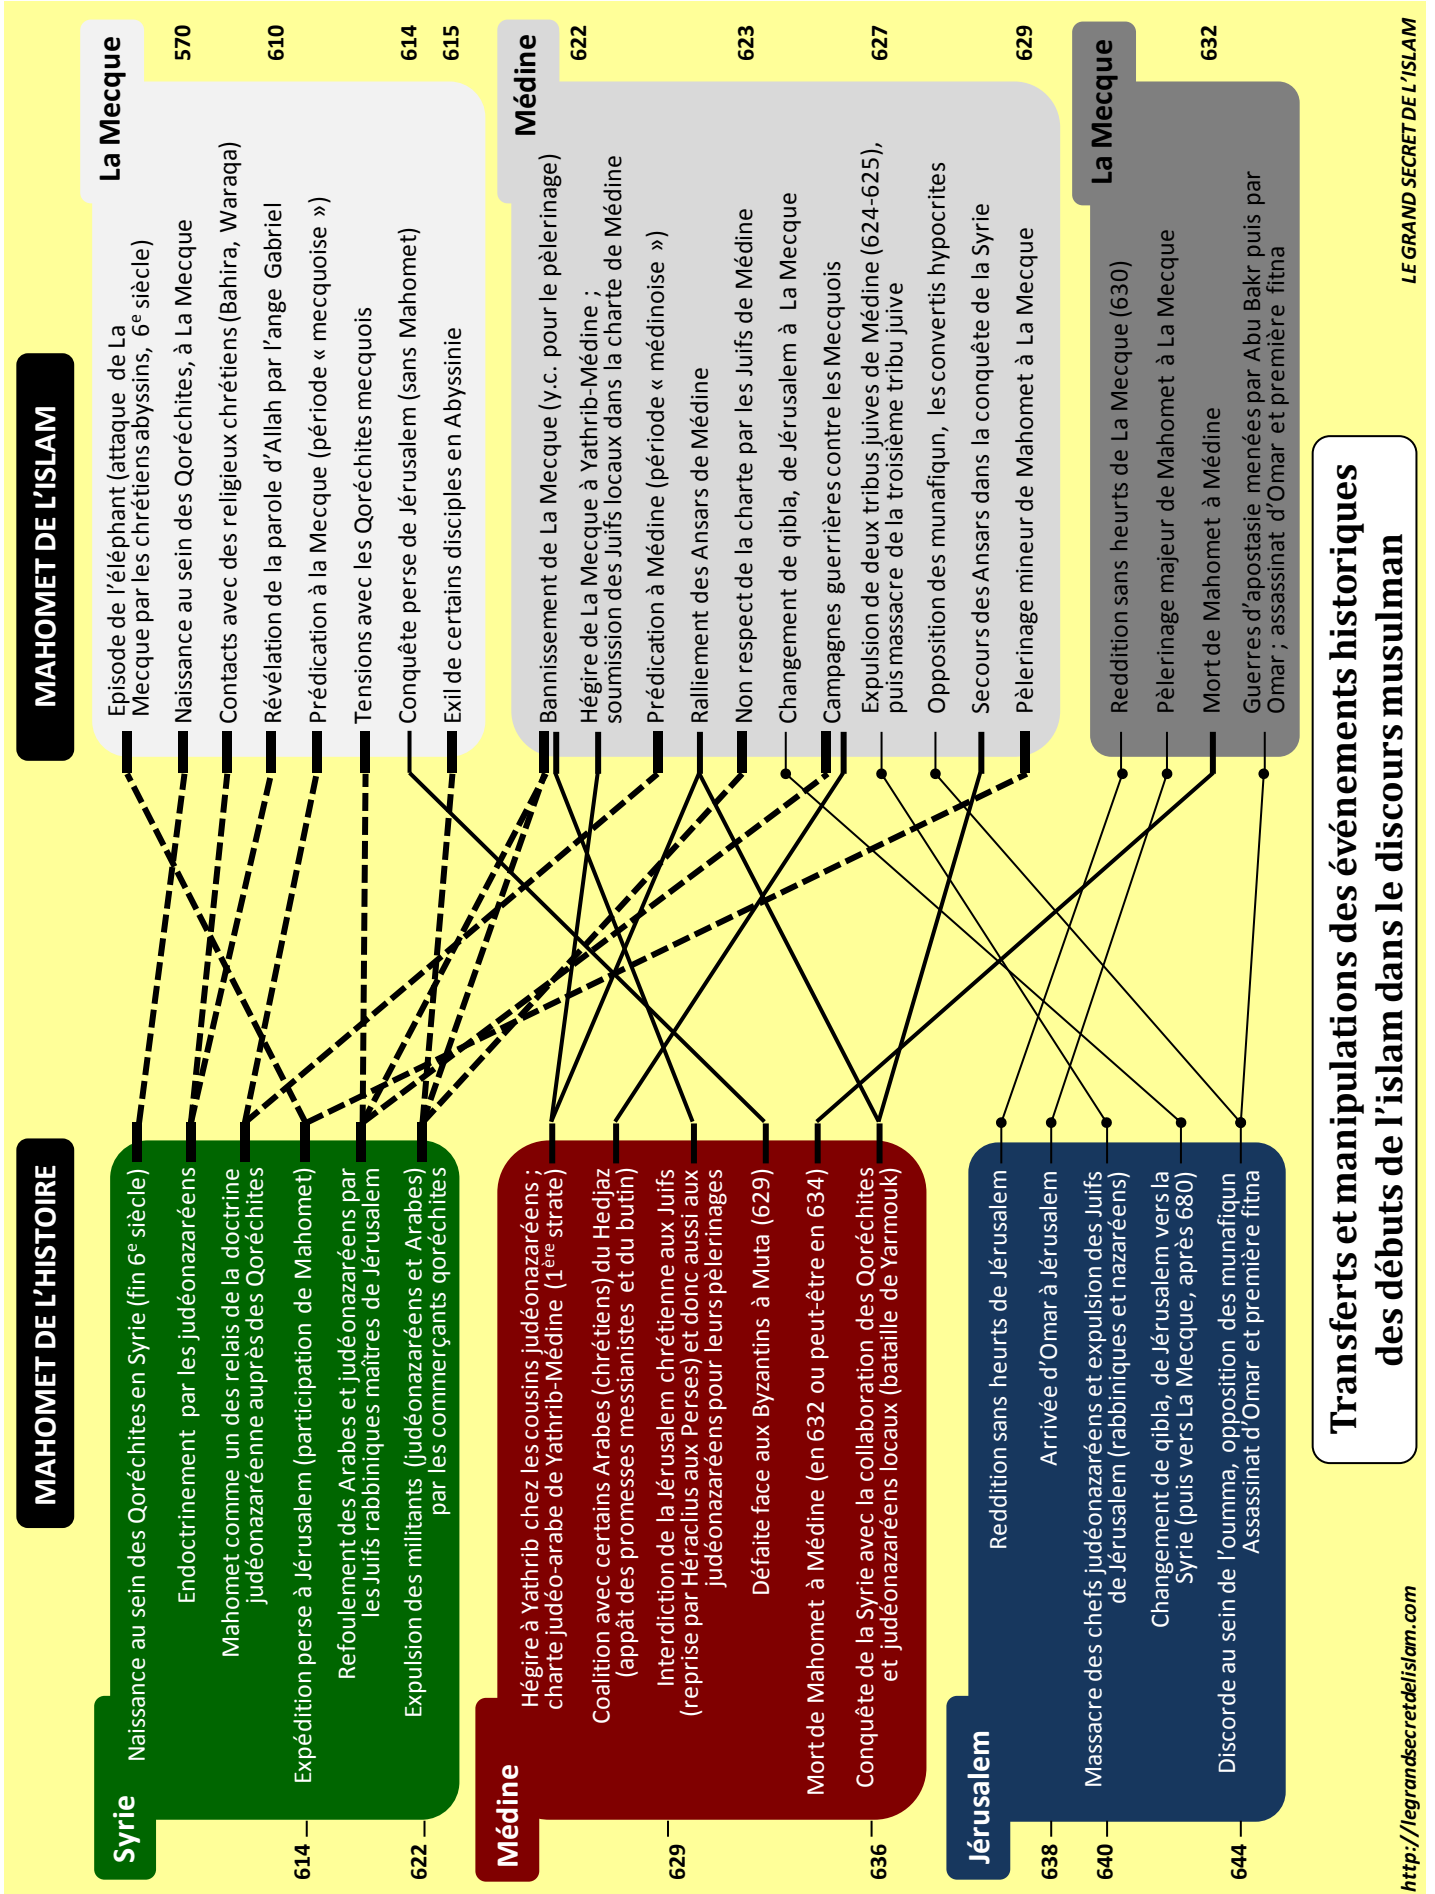 MAHOMET DE L'HISTOIRE
MAHOMET DE L'ISLAM
Syrie
Naissance au sein des Qoréchites en Syrie (fin 6e siècle)
Endoctrinement par les judéonazaréens
Mahomet comme un des relais de la doctrine
judéonazaréenne auprès des Qoréchites
Expédition perse à Jérusalem (participation de Mahomet)
Refoulement des Arabes et judéonazaréens par
les Juifs rabbiniques maîtres de Jérusalem
Expulsion des militants (judéonazaréens et Arabes)
par les commerçants qoréchites
614
622
Médine
Hégire à Yathrib chez les cousins judéonazaréens ;
charte judéo-arabe de Yathrib-Médine (1ère strate)
Coalition avec certains Arabes (chrétiens) du Hedjaz
(appât des promesses messianistes et du butin)
Interdiction de la Jérusalem chrétienne aux Juifs
(reprise par Héraclius aux Perses) et donc aussi aux
judéonazaréens pour leurs pèlerinages
Défaite face aux Byzantins à Muta (629)
Mort de Mahomet à Médine (en 632 ou peut-être en 634)
Conquête de la Syrie avec la collaboration des Qoréchites
et judéonazaréens locaux (bataille de Yarmouk)
629
636
Jérusalem
Reddition sans heurts de Jérusalem
Arrivée d'Omar à Jérusalem
Massacre des chefs judéonazaréens et expulsion des Juifs
de Jérusalem (rabbiniques et nazaréens)
Changement de qibla, de Jérusalem vers la
Syrie (puis vers La Mecque, après 680)
Discorde au sein de l'oumma, opposition des munafiqun
Assassinat d'Omar et première fitna
638
640
644
La Mecque
Episode de l'éléphant (attaque de La
Mecque par les chrétiens abyssins, 6e siècle)
Naissance au sein des Qoréchites, à La Mecque
Contacts avec des religieux chrétiens (Bahira, Waraqa)
Révélation de la parole d'Allah par l'ange Gabriel
Prédication à la Mecque (période « mecquoise »)
Tensions avec les Qoréchites mecquois
Conquête perse de Jérusalem (sans Mahomet)
Exil de certains disciples en Abyssinie
570
610
614
615
Médine
Bannissement de La Mecque (y.c. pour le pèlerinage)
Hégire de La Mecque à Yathrib-Médine ;
soumission des Juifs locaux dans la charte de Médine
Prédication à Médine (période « médinoise »)
Ralliement des Ansars de Médine
Non respect de la charte par les Juifs de Médine
Changement de qibla, de Jérusalem à La Mecque
Campagnes guerrières contre les Mecquois
Expulsion de deux tribus juives de Médine (624-625),
puis massacre de la troisième tribu juive
Opposition des munafiqun, les convertis hypocrites
Secours des Ansars dans la conquête de la Syrie
Pèlerinage mineur de Mahomet à La Mecque
622
623
627
629
La Mecque
Reddition sans heurts de La Mecque (630)
Pèlerinage majeur de Mahomet à La Mecque
Mort de Mahomet à Médine
Guerres d'apostasie menées par Abu Bakr puis par
Omar ; assassinat d'Omar et première fitna
632
Transferts et manipulations des événements historiques
des débuts de l'islam dans le discours musulman
http://legrandsecretdelislam.com
LE GRAND SECRET DE L'ISLAM